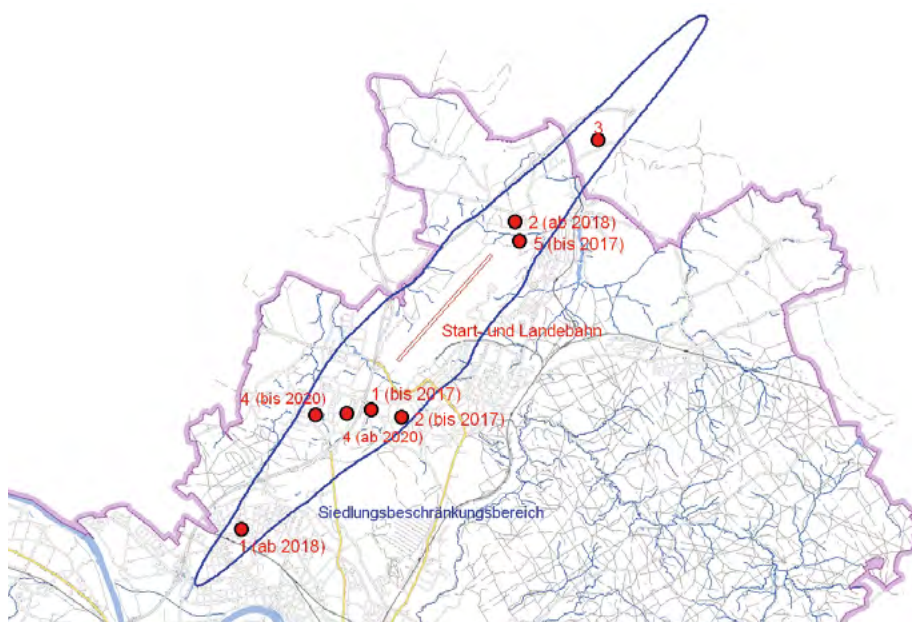 3
2 (ab 2018)
5 (bis 2017)
Start- und Landebahn
4 (bis 2020)
1 (bis 2017)
2 (bis 2017)
4 (ab 2020)
Siedlungsbeschränkungsbereich
1 (ab 2018)